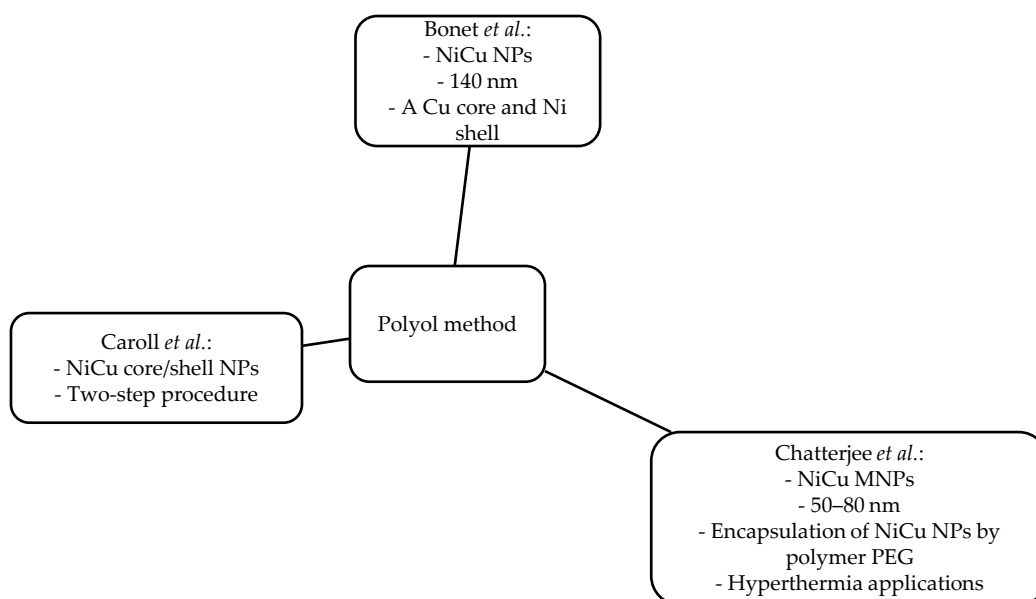 Bonet et al.:
- NiCu NPs
- 140 nm
- A Cu core and Ni
shell
Polyol method
Caroll et al.:
- NiCu core/shell NPs
- Two-step procedure
Chatterjee et al.:
- NiCu MNPs
- 50–80 nm
- Encapsulation of NiCu NPs by
polymer PEG
- Hyperthermia applications